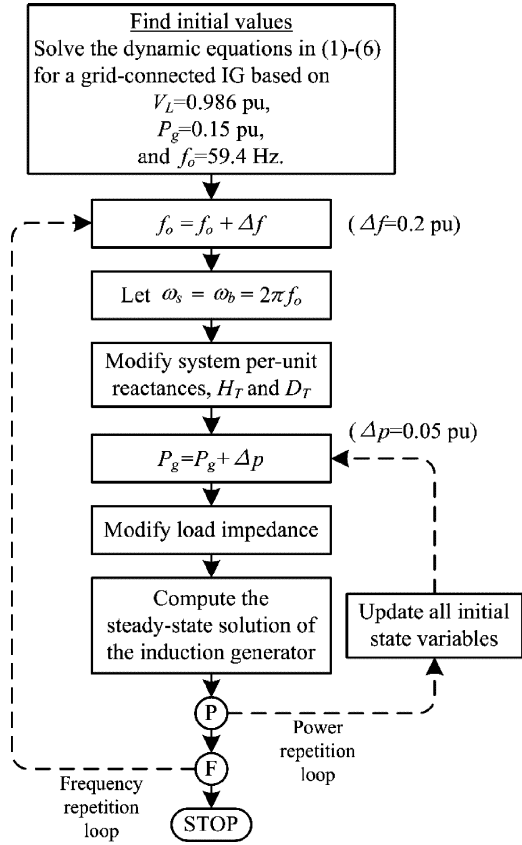 Find initial values
Solve the dynamic equations in (1)-(6)
for a grid-connected IG based on
V_L=0.986 pu,
P_g=0.15 pu,
and f_o=59.4 Hz.
f_o = f_o + Δf
(Δf=0.2 pu)
Let ω_s = ω_b = 2πf_o
Modify system per-unit
reactances, H_T and D_T
(Δp=0.05 pu)
P_g=P_g+Δp
Modify load impedance
Compute the
steady-state solution of
the induction generator
Update all initial
state variables
P
Power
repetition
loop
F
Frequency
repetition
loop
STOP